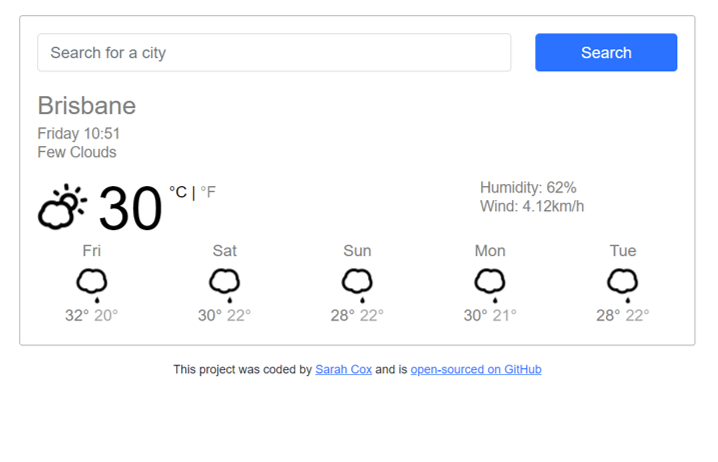 Search for a city
Search
Brisbane
Friday 10:51
Few Clouds
30 °C | °F
Humidity: 62%
Wind: 4.12km/h
Fri Sat Sun Mon Tue
32° 20° 30° 22° 28° 22° 30° 21° 28° 22°
This project was coded by Sarah Cox and is open-sourced on GitHub